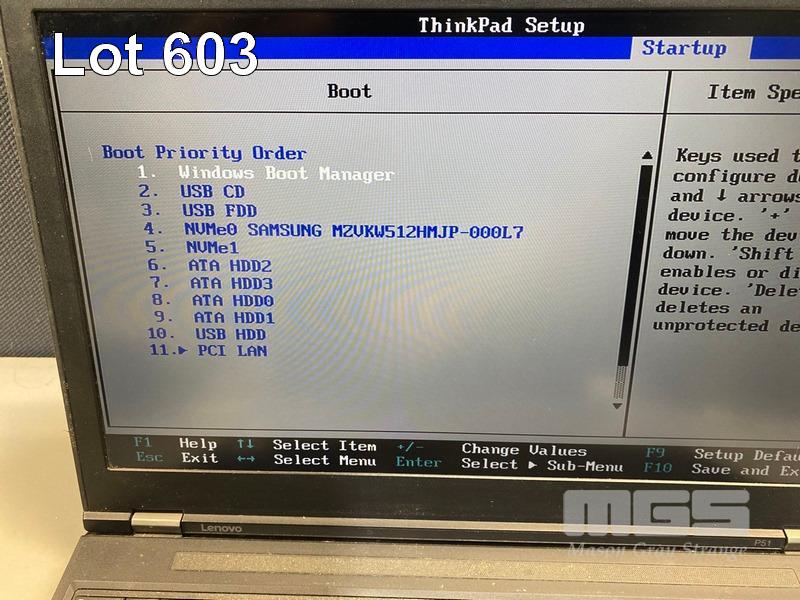 Lot 603
ThinkPad Setup
Startup
Boot
Item Spe
Boot Priority Order
1. Windows Boot Manager
2. USB CD
3. USB FDD
4. NVMe0 SAMSUNG MZVKW512HMJP-000L7
5. NVMe1
6. ATA HDD2
7. ATA HDD3
8. ATA HDD0
9. ATA HDD1
10. USB HDD
11.▶ PCI LAN
Keys used t
configure d
and ↓ arrows
device. '+'
move the dev
down. 'Shift
enables or di
device. 'Dele
deletes an
unprotected de
F1 Help ↑↓ Select Item +/- Change Values F9 Setup Defau
Esc Exit ←→ Select Menu Enter Select ▶ Sub-Menu F10 Save and Ex
Lenovo
P51
MGS
Mason Gray Strange